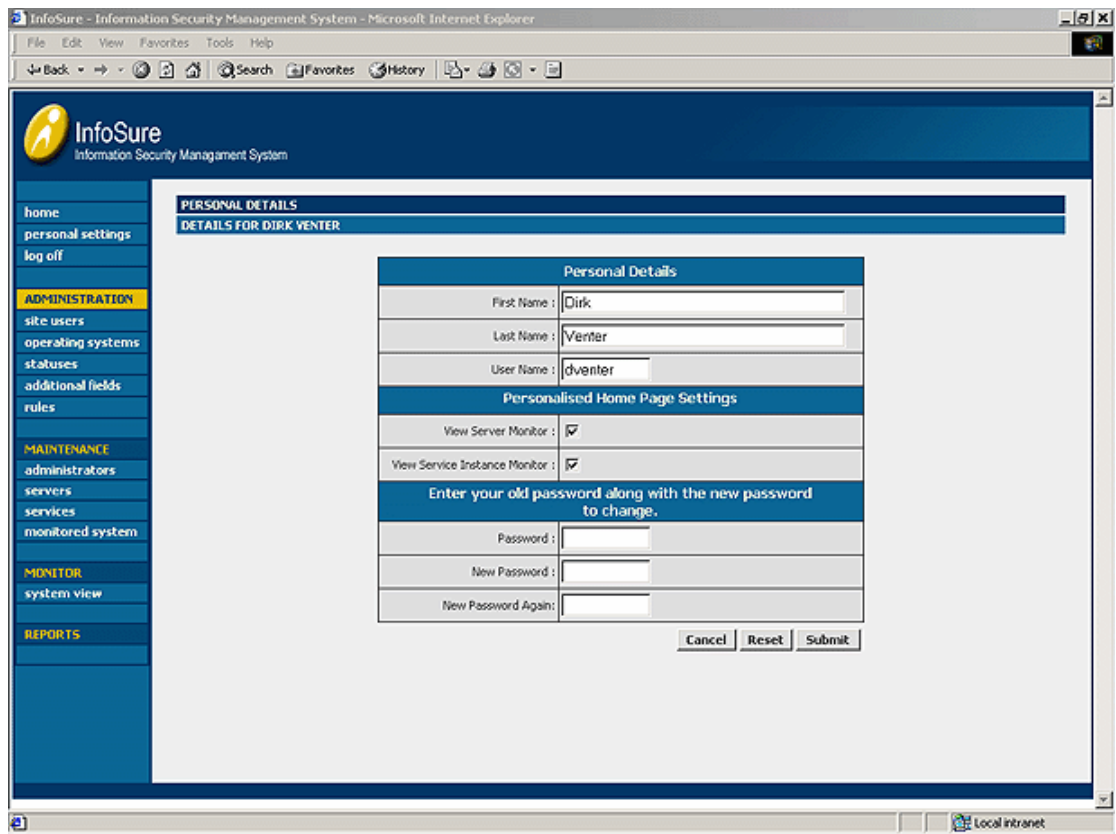 InfoSure - Information Security Management System - Microsoft Internet Explorer
File Edit View Favorites Tools Help
Back Search Favorites History
InfoSure
Information Security Managament System
home
personal settings
log off
ADMINISTRATION
site users
operating systems
statuses
additional fields
rules
MAINTENANCE
administrators
servers
services
monitored system
MONITOR
system view
REPORTS
PERSONAL DETAILS
DETAILS FOR DIRK VENTER
Personal Details
First Name : Dirk
Last Name : Venter
User Name : dventer
Personalised Home Page Settings
View Server Monitor :
View Service Instance Monitor :
Enter your old password along with the new password
to change.
Password :
New Password :
New Password Again:
Cancel Reset Submit
Local intranet